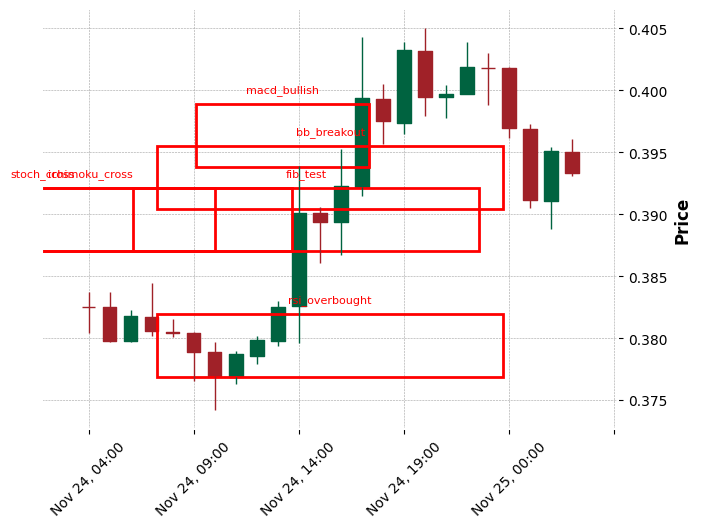 0.405
macd_bullish
0.400
bb_breakout
0.395
stoch_cross
ichimoku_cross
fib_test
0.390
Price
0.385
rsi_overbought
0.380
0.375
Nov 24, 04:00
Nov 24, 09:00
Nov 24, 14:00
Nov 24, 19:00
Nov 25, 00:00